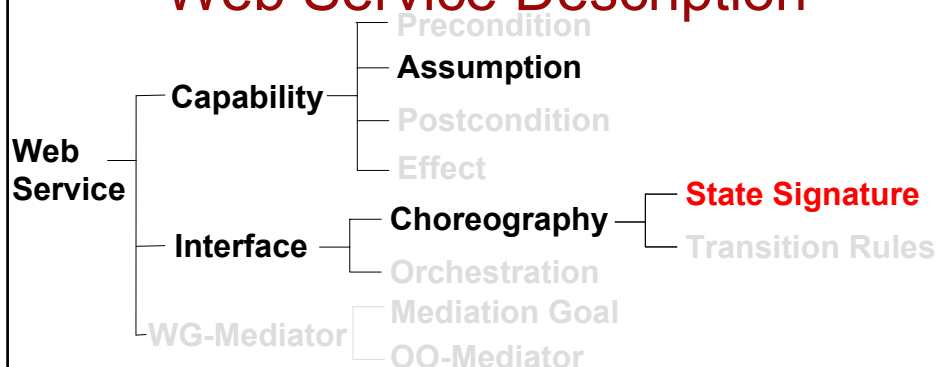 Web Service Description
Precondition
Assumption
Capability
Postcondition
Web
Service
Effect
State Signature
Choreography
Interface
Transition Rules
Orchestration
Mediation Goal
WG-Mediator
OO-Mediator